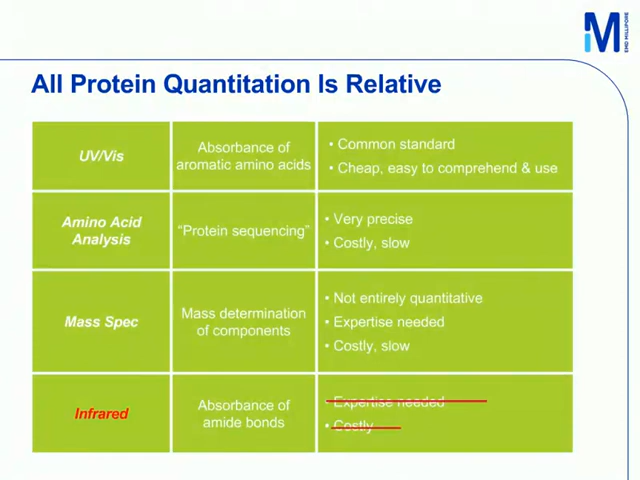 M
EMD MILLIPORE
All Protein Quantitation Is Relative
UV/Vis
Absorbance of
aromatic amino acids
• Common standard
• Cheap, easy to comprehend & use
Amino Acid
Analysis
“Protein sequencing”
• Very precise
• Costly, slow
Mass Spec
Mass determination
of components
• Not entirely quantitative
• Expertise needed
• Costly, slow
Infrared
Absorbance of
amide bonds
• Expertise needed
• Costly